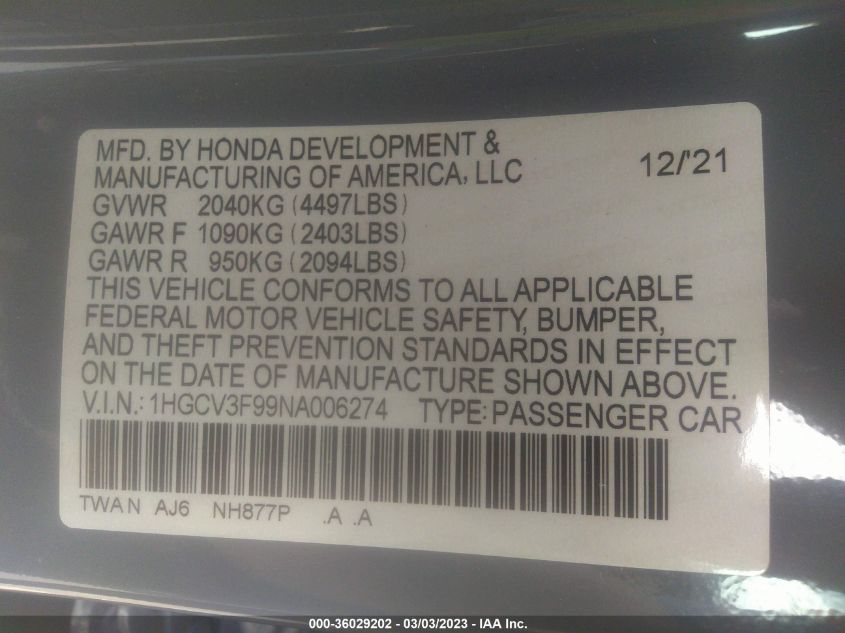 MFD. BY HONDA DEVELOPMENT &
MANUFACTURING OF AMERICA, LLC 12/'21
GVWR 2040KG (4497LBS)
GAWR F 1090KG (2403LBS)
GAWR R 950KG (2094LBS)
THIS VEHICLE CONFORMS TO ALL APPLICABLE
FEDERAL MOTOR VEHICLE SAFETY, BUMPER,
AND THEFT PREVENTION STANDARDS IN EFFECT
ON THE DATE OF MANUFACTURE SHOWN ABOVE.
V.I.N.: 1HGCV3F99NA006274 TYPE: PASSENGER CAR
TWAN AJ6 NH877P .A .A
000-36029202 - 03/03/2023 - IAA Inc.